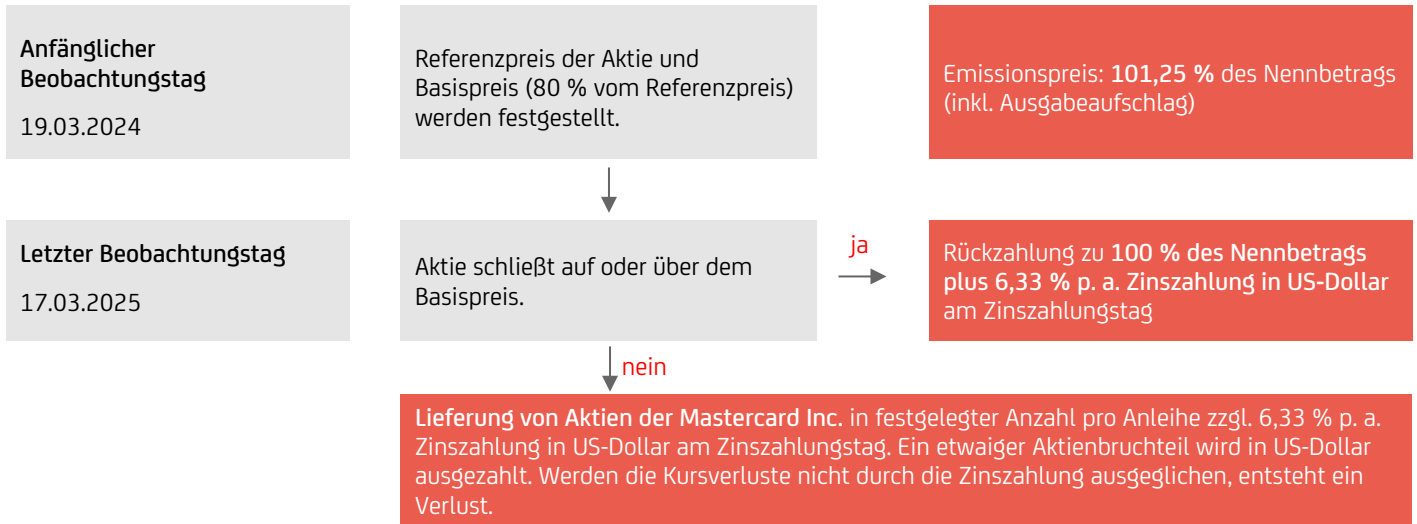 Anfänglicher
Beobachtungstag
19.03.2024
Referenzpreis der Aktie und
Basispreis (80 % vom Referenzpreis)
werden festgestellt.
Emissionspreis: 101,25 % des Nennbetrags
(inkl. Ausgabeaufschlag)
Letzter Beobachtungstag
17.03.2025
Aktie schließt auf oder über dem
Basispreis.
ja
Rückzahlung zu 100 % des Nennbetrags
plus 6,33 % p. a. Zinszahlung in US-Dollar
am Zinszahlungstag
nein
Lieferung von Aktien der Mastercard Inc. in festgelegter Anzahl pro Anleihe zzgl. 6,33 % p. a.
Zinszahlung in US-Dollar am Zinszahlungstag. Ein etwaiger Aktienbruchteil wird in US-Dollar
ausgezahlt. Werden die Kursverluste nicht durch die Zinszahlung ausgeglichen, entsteht ein
Verlust.